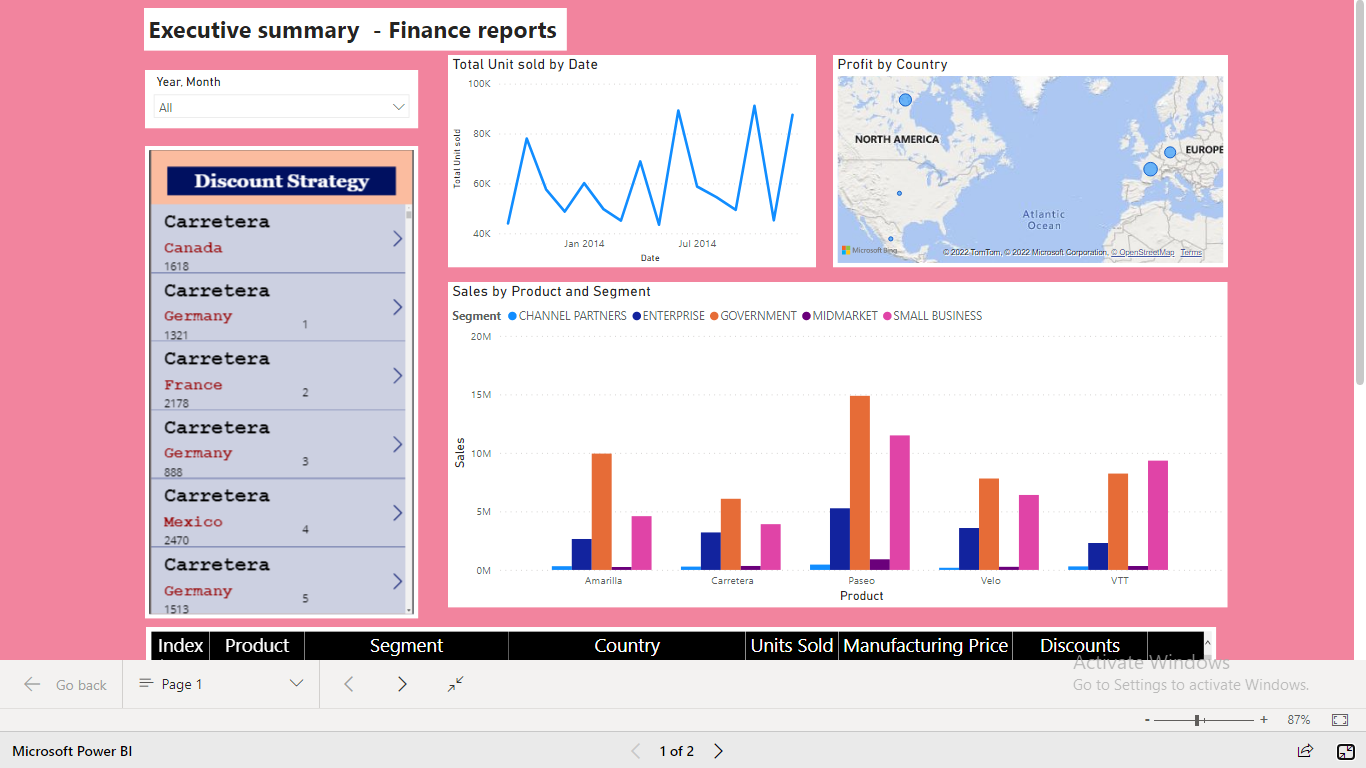 Executive summary  - Finance reports
Year, Month
All
Discount Strategy
Carretera
Canada
1618
Carretera
Germany
1
1321
Carretera
France
2
2178
Carretera
Germany
3
888
Carretera
Mexico
4
2470
Carretera
Germany
5
1513
Total Unit sold by Date
100K
80K
60K
40K
Total Unit sold
Jan 2014 Jul 2014
Date
Profit by Country
NORTH AMERICA
EUROPE
Atlantic
Ocean
Microsoft Bing
© 2022 TomTom, © 2022 Microsoft Corporation, © OpenStreetMap Terms
Sales by Product and Segment
Segment CHANNEL PARTNERS ENTERPRISE GOVERNMENT MIDMARKET SMALL BUSINESS
20M
15M
10M
5M
0M
Sales
Amarilla Carretera Paseo Velo VTT
Product
Index Product Segment Country Units Sold Manufacturing Price Discounts
Activate Windows
Go to Settings to activate Windows.
Go back
Page 1
- + 87%
Microsoft Power BI
1 of 2